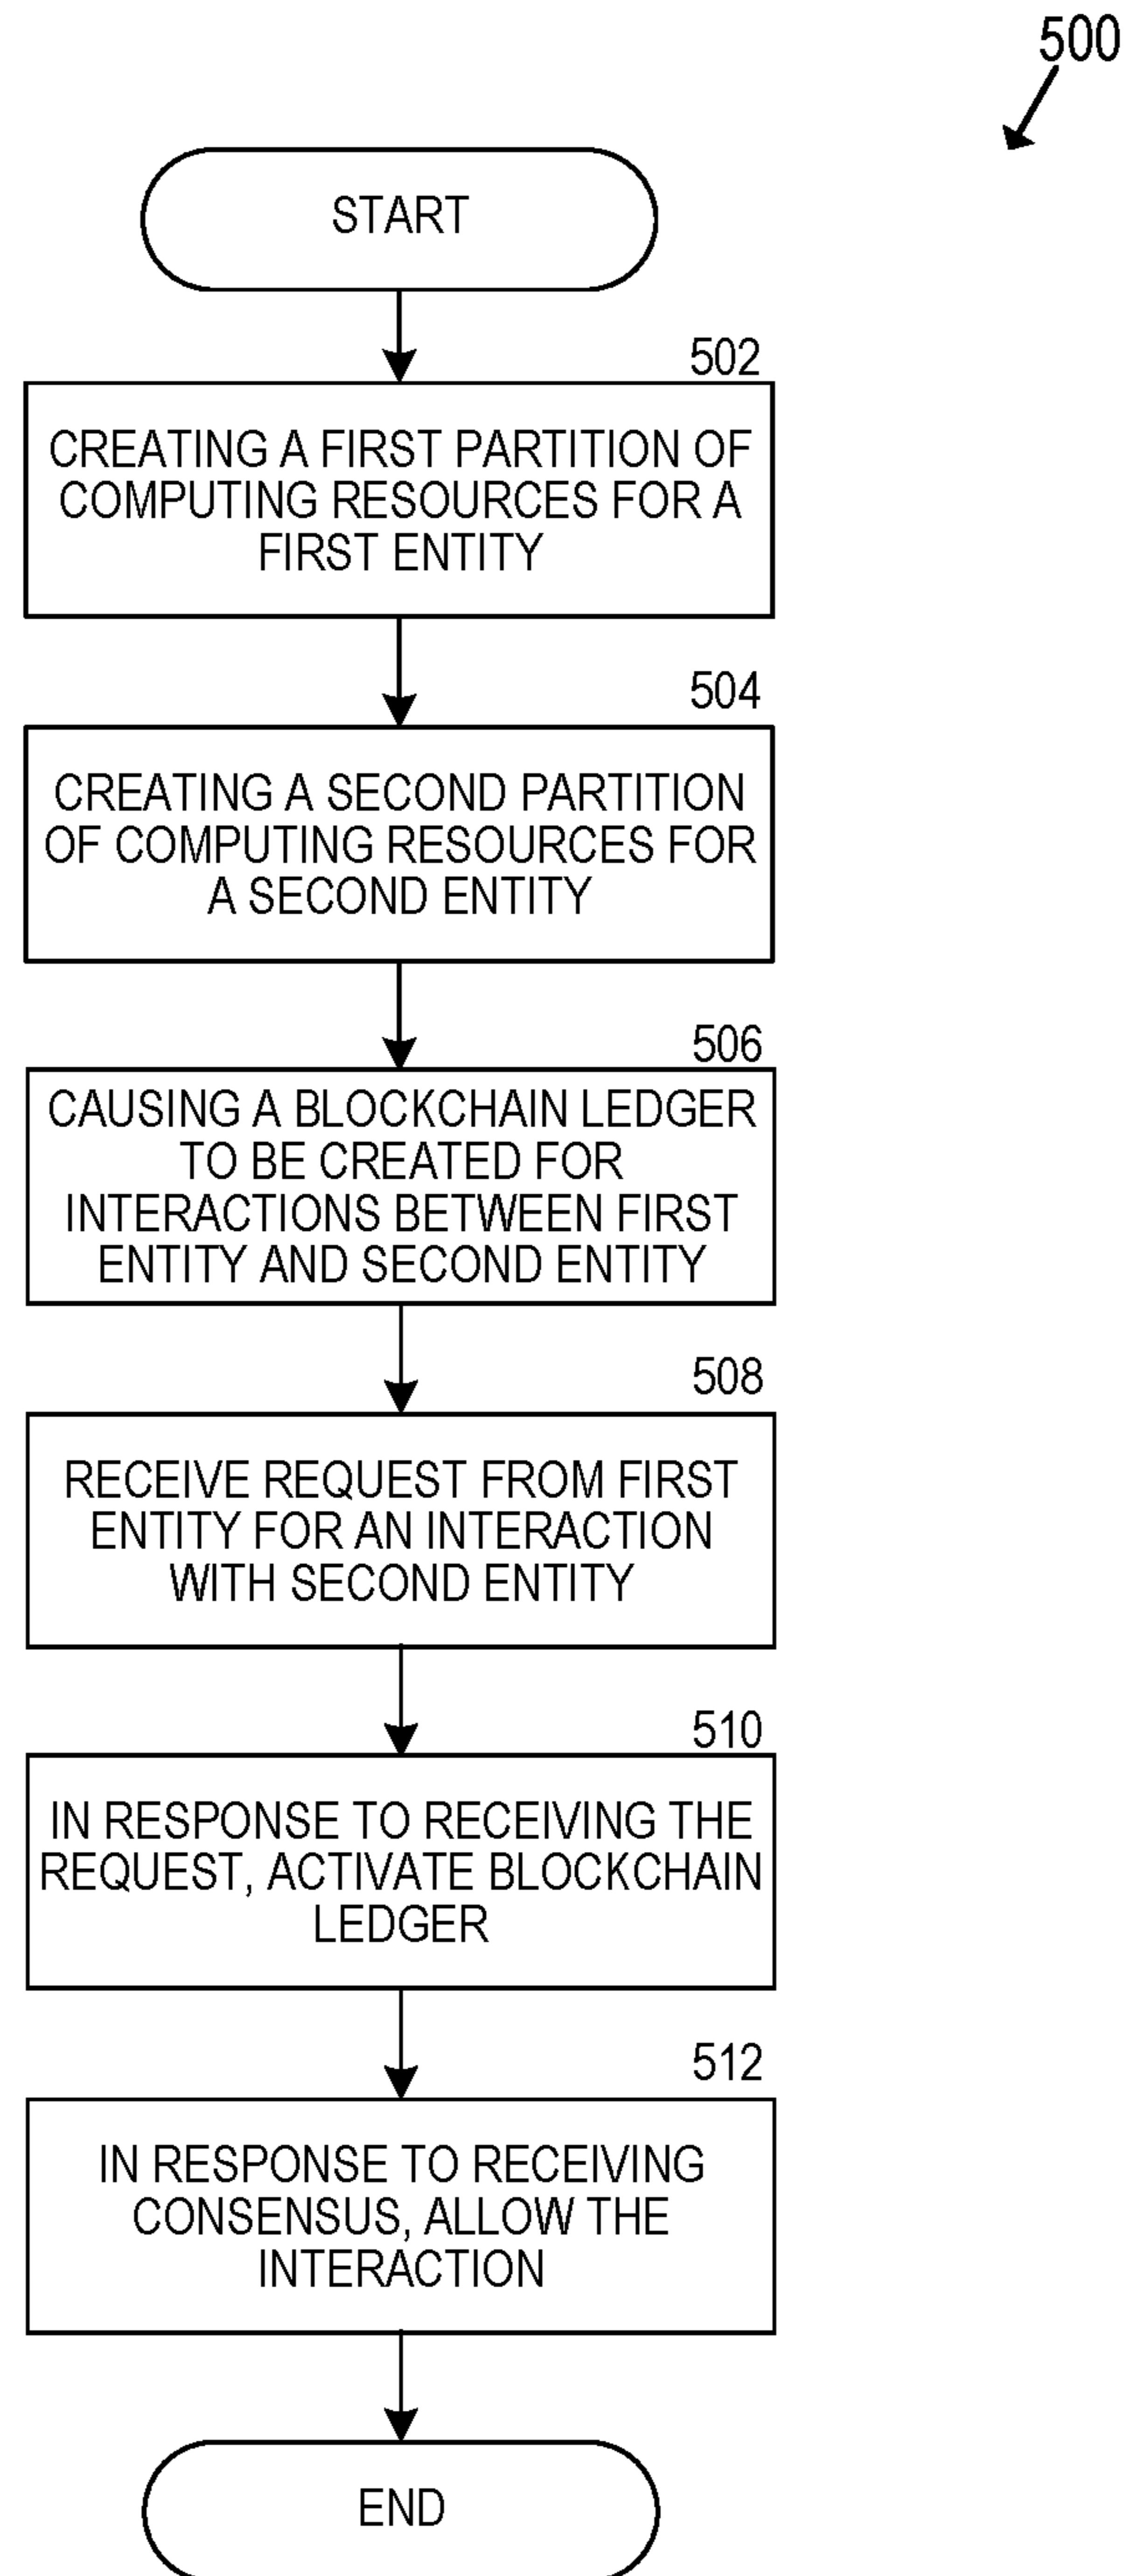 500
START
502
CREATING A FIRST PARTITION OF
COMPUTING RESOURCES FOR A
FIRST ENTITY
504
CREATING A SECOND PARTITION
OF COMPUTING RESOURCES FOR
A SECOND ENTITY
506
CAUSING A BLOCKCHAIN LEDGER
TO BE CREATED FOR
INTERACTIONS BETWEEN FIRST
ENTITY AND SECOND ENTITY
508
RECEIVE REQUEST FROM FIRST
ENTITY FOR AN INTERACTION
WITH SECOND ENTITY
510
IN RESPONSE TO RECEIVING THE
REQUEST, ACTIVATE BLOCKCHAIN
LEDGER
512
IN RESPONSE TO RECEIVING
CONSENSUS, ALLOW THE
INTERACTION
END